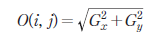 O(i, j)=√(G_x^2+G_y^2)